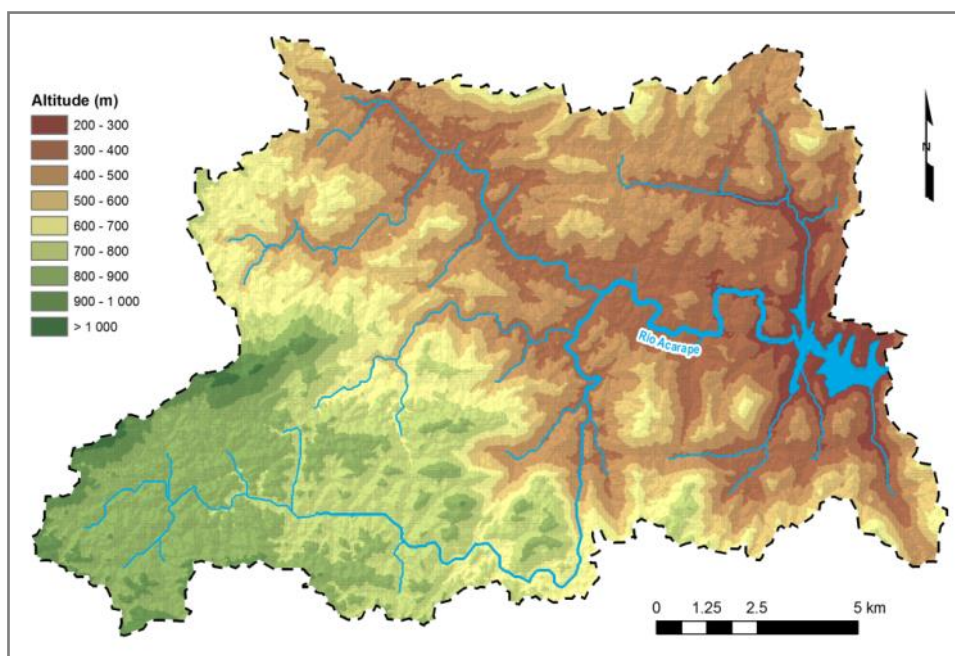 Altitude (m)
200 - 300
300 - 400
400 - 500
500 - 600
600 - 700
700 - 800
800 - 900
900 - 1 000
> 1 000
N
Rio Acarape
0 1.25 2.5 5 km